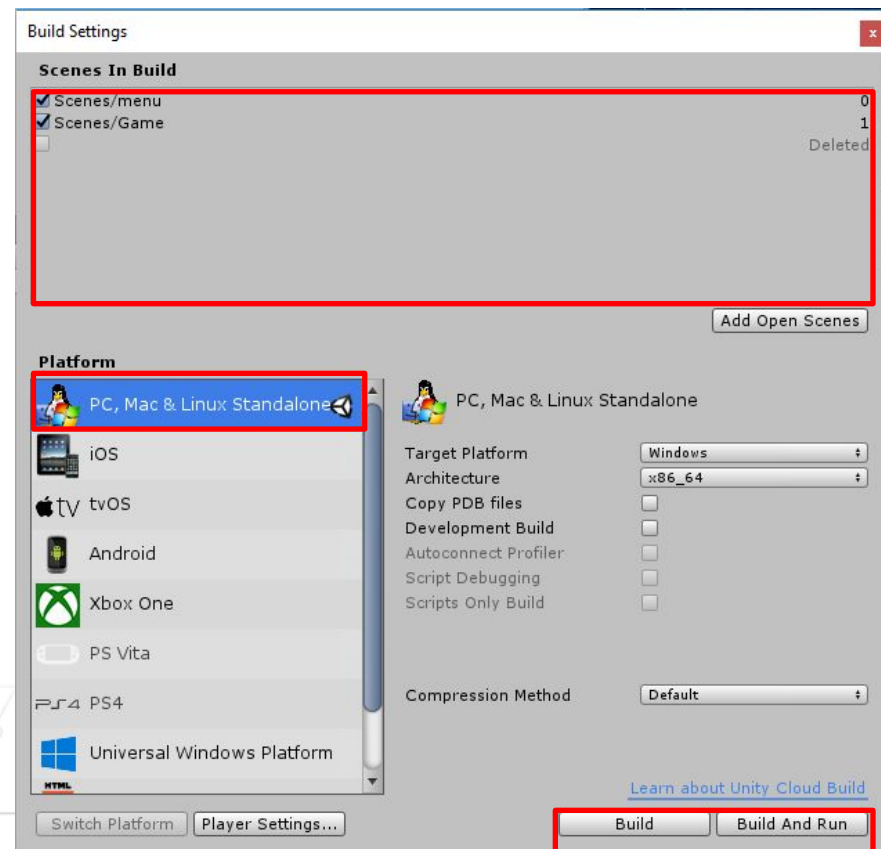 Build Settings
x
Scenes In Build
Scenes/menu 0
Scenes/Game 1
Deleted
Add Open Scenes
Platform
PC, Mac & Linux Standalone
iOS
tv tvOS
Android
Xbox One
PS Vita
PS4 PS4
Universal Windows Platform
HTML
PC, Mac & Linux Standalone
Target Platform Windows
Architecture x86_64
Copy PDB files
Development Build
Autoconnect Profiler
Script Debugging
Scripts Only Build
Compression Method Default
Learn about Unity Cloud Build
Switch Platform Player Settings... Build Build And Run